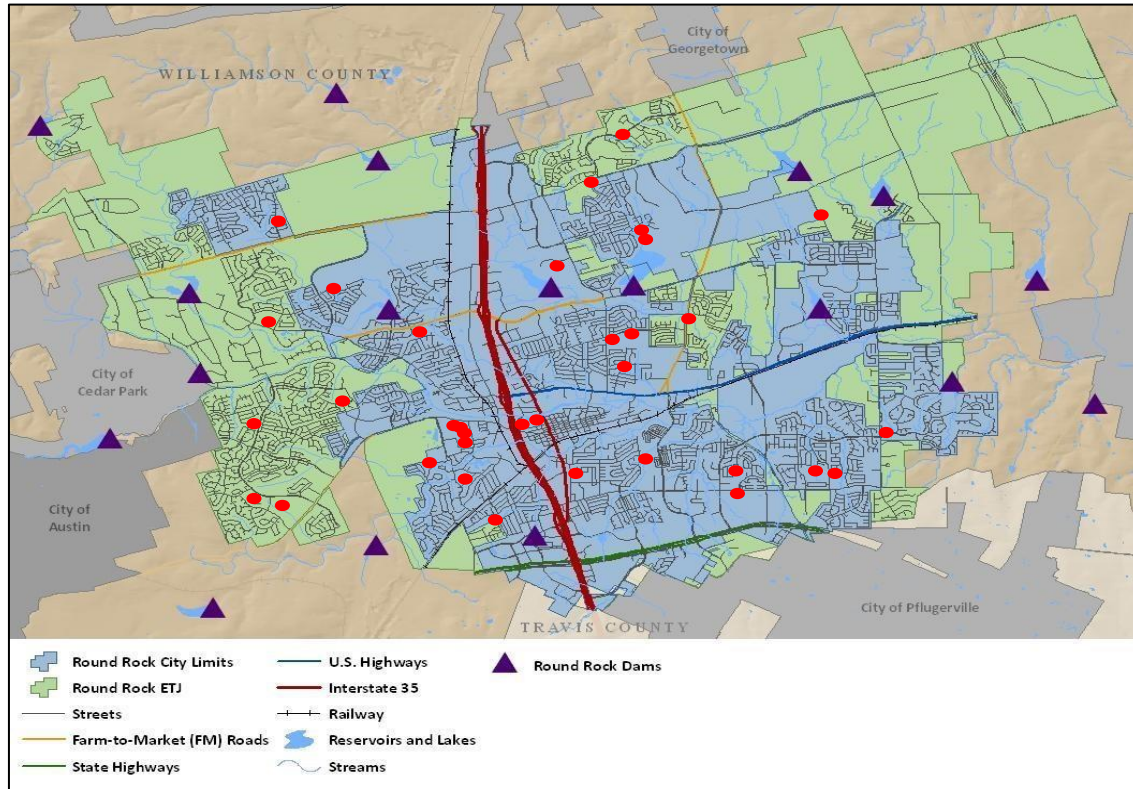 City of
Georgetown
WILLIAMSON COUNTY
City of
Cedar Park
City of
Austin
City of Pflugerville
TRAVIS COUNTY
Round Rock City Limits
Round Rock ETJ
Streets
Farm-to-Market (FM) Roads
State Highways
U.S. Highways
Interstate 35
Railway
Reservoirs and Lakes
Streams
Round Rock Dams